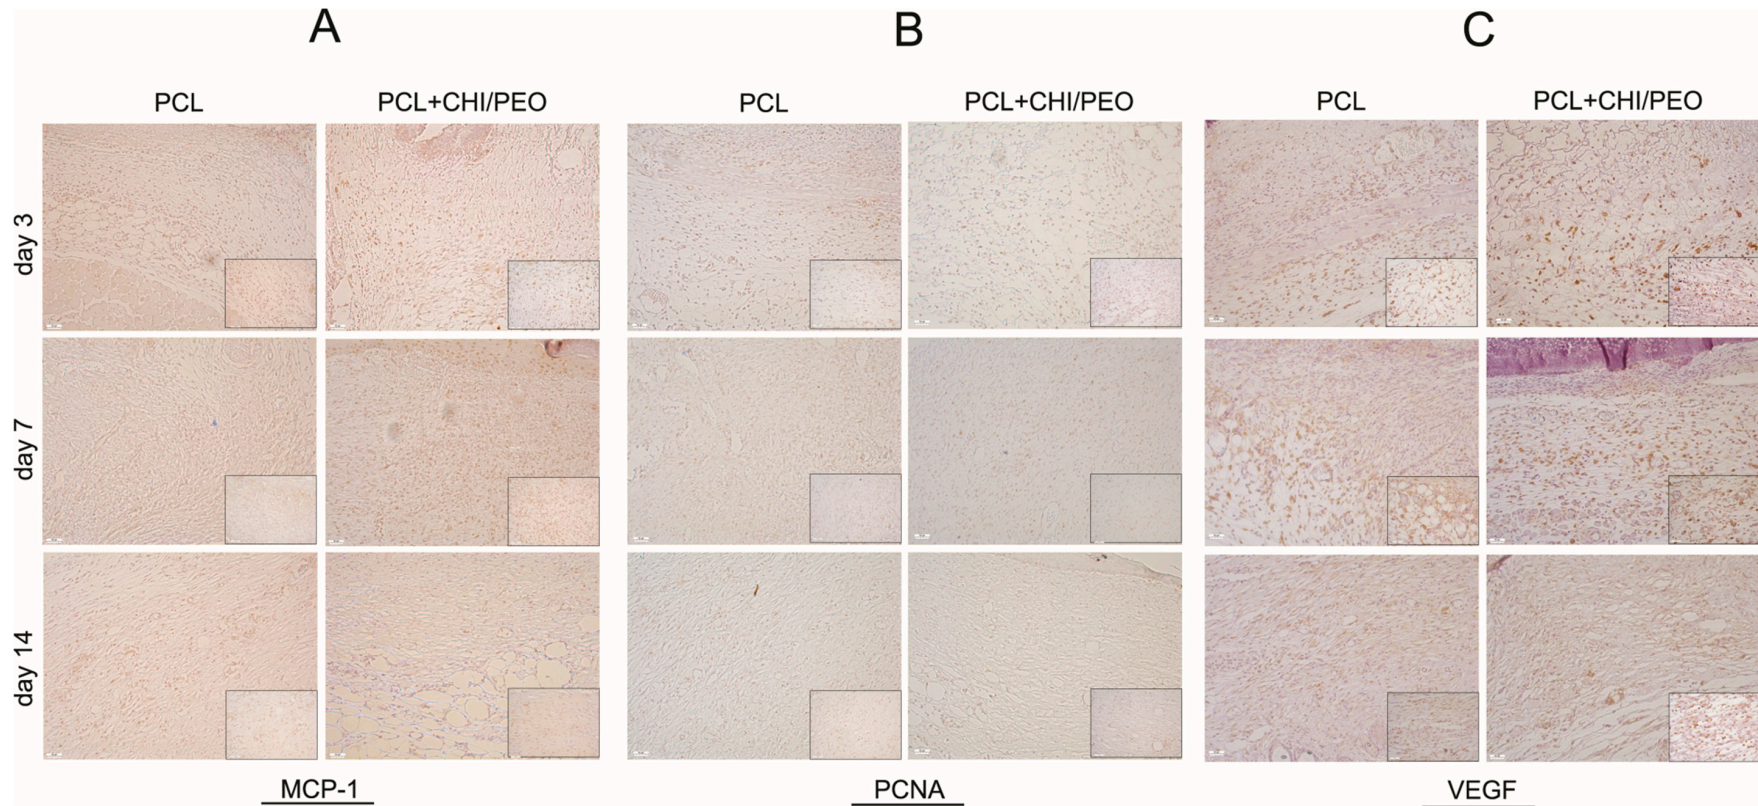 A B C
PCL PCL+CHI/PEO PCL PCL+CHI/PEO PCL PCL+CHI/PEO
day 3
day 7
day 14
MCP-1 PCNA VEGF